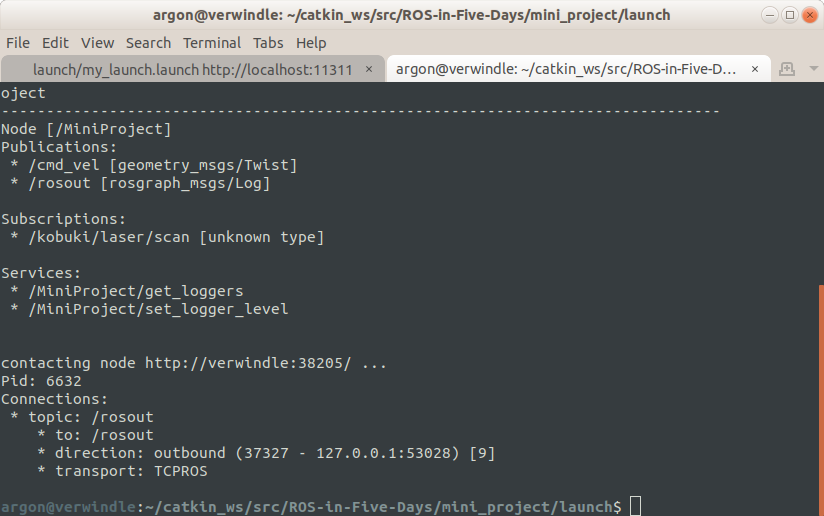 argon@verwindle: ~/catkin_ws/src/ROS-in-Five-Days/mini_project/launch
File Edit View Search Terminal Tabs Help
launch/my_launch.launch http://localhost:11311 × argon@verwindle: ~/catkin_ws/src/ROS-in-Five-D… ×
oject
--------------------------------------------------------------------------------
Node [/MiniProject]
Publications:
 * /cmd_vel [geometry_msgs/Twist]
 * /rosout [rosgraph_msgs/Log]
Subscriptions:
 * /kobuki/laser/scan [unknown type]
Services:
 * /MiniProject/get_loggers
 * /MiniProject/set_logger_level
contacting node http://verwindle:38205/ ...
Pid: 6632
Connections:
 * topic: /rosout
    * to: /rosout
    * direction: outbound (37327 - 127.0.0.1:53028) [9]
    * transport: TCPROS
argon@verwindle:~/catkin_ws/src/ROS-in-Five-Days/mini_project/launch$